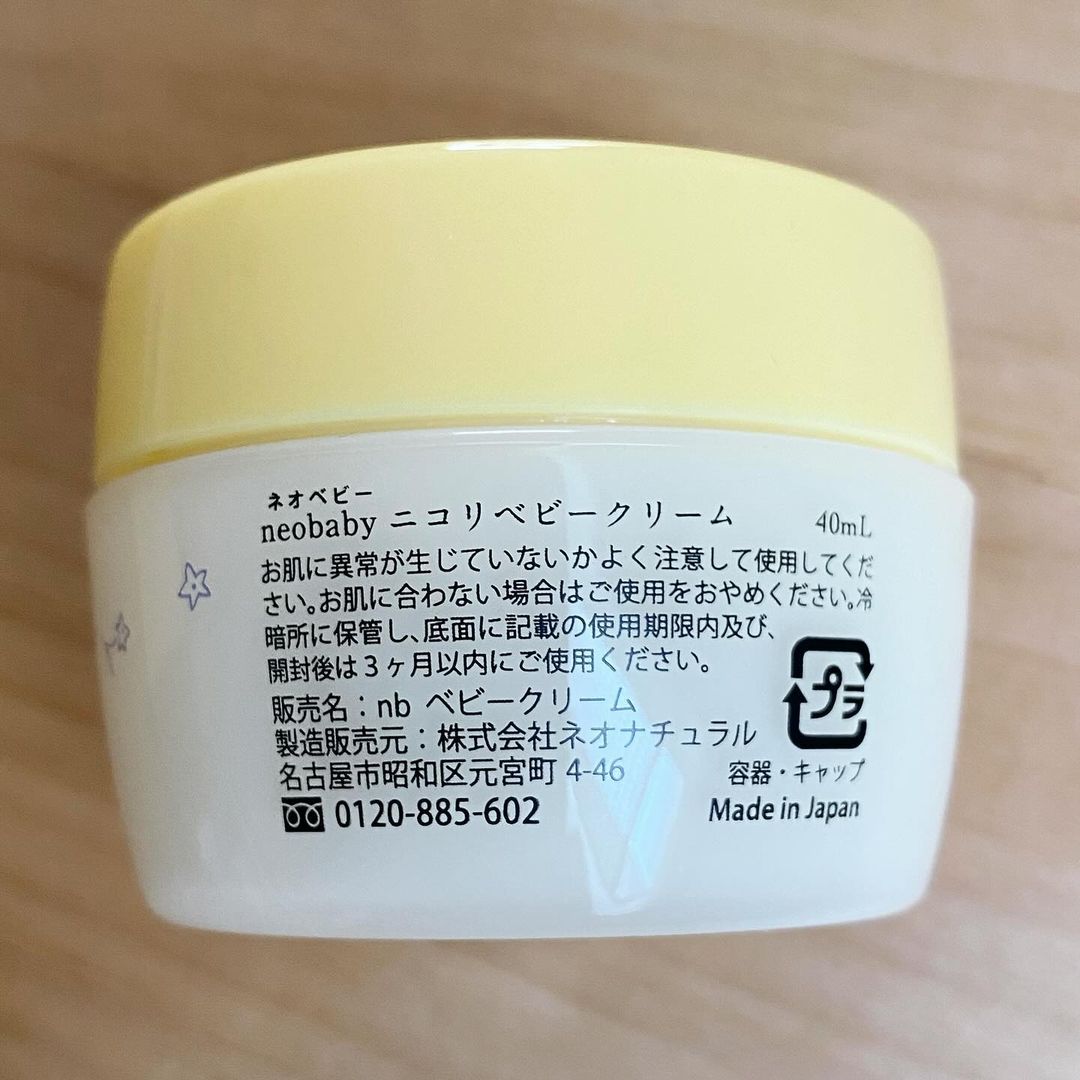 ネオベビー
neobaby ニコリベビークリーム 40mL
お肌に異常が生じていないかよく注意して使用してくだ
さい。お肌に合わない場合はご使用をおやめください。冷
暗所に保管し、底面に記載の使用期限内及び、
開封後は3ヶ月以内にご使用ください。
販売名：nb ベビークリーム
製造販売元：株式会社ネオナチュラル
名古屋市昭和区元宮町 4-46
0120-885-602
プラ
容器・キャップ
Made in Japan